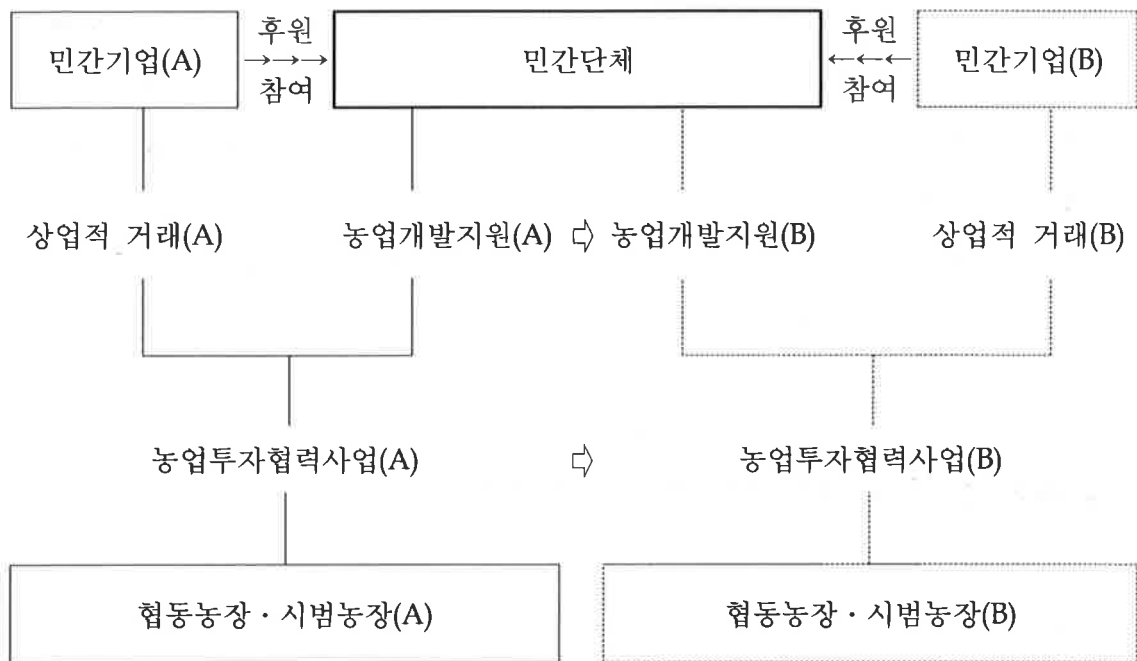 후원 후원
민간기업(A) →→→ 민간단체 ←←← 민간기업(B)
참여 참여
상업적 거래(A) 농업개발지원(A) ⇨ 농업개발지원(B) 상업적 거래(B)
농업투자협력사업(A) ⇨ 농업투자협력사업(B)
협동농장·시범농장(A) 협동농장·시범농장(B)